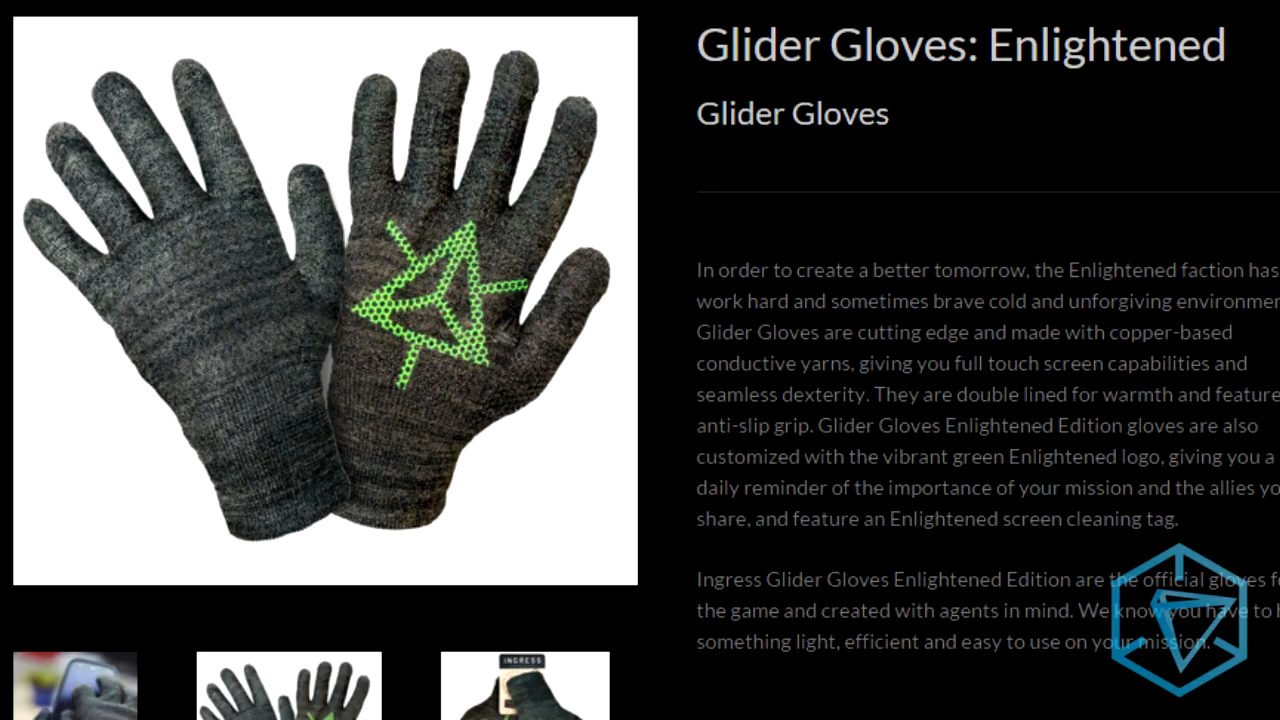 Glider Gloves: Enlightened
Glider Gloves
In order to create a better tomorrow, the Enlightened faction has
work hard and sometimes brave cold and unforgiving
Glider Gloves are cutting edge and made with copper-based
conductive yarns, giving you full touch screen capabilities and
seamless dexterity. They are double lined for warmth and feature
anti-slip grip. Glider Gloves Enlightened Edition gloves are also
customized with the vibrant green Enlightened logo, giving you a
daily reminder of the importance of your mission and the allies
share, and feature an Enlightened screen cleaning tag.
Ingress Glider Gloves Enlightened Edition are the official gloves
the game and created with agents in mind. We know you have to
something light, efficient and easy to use on your mission.
INGRESS